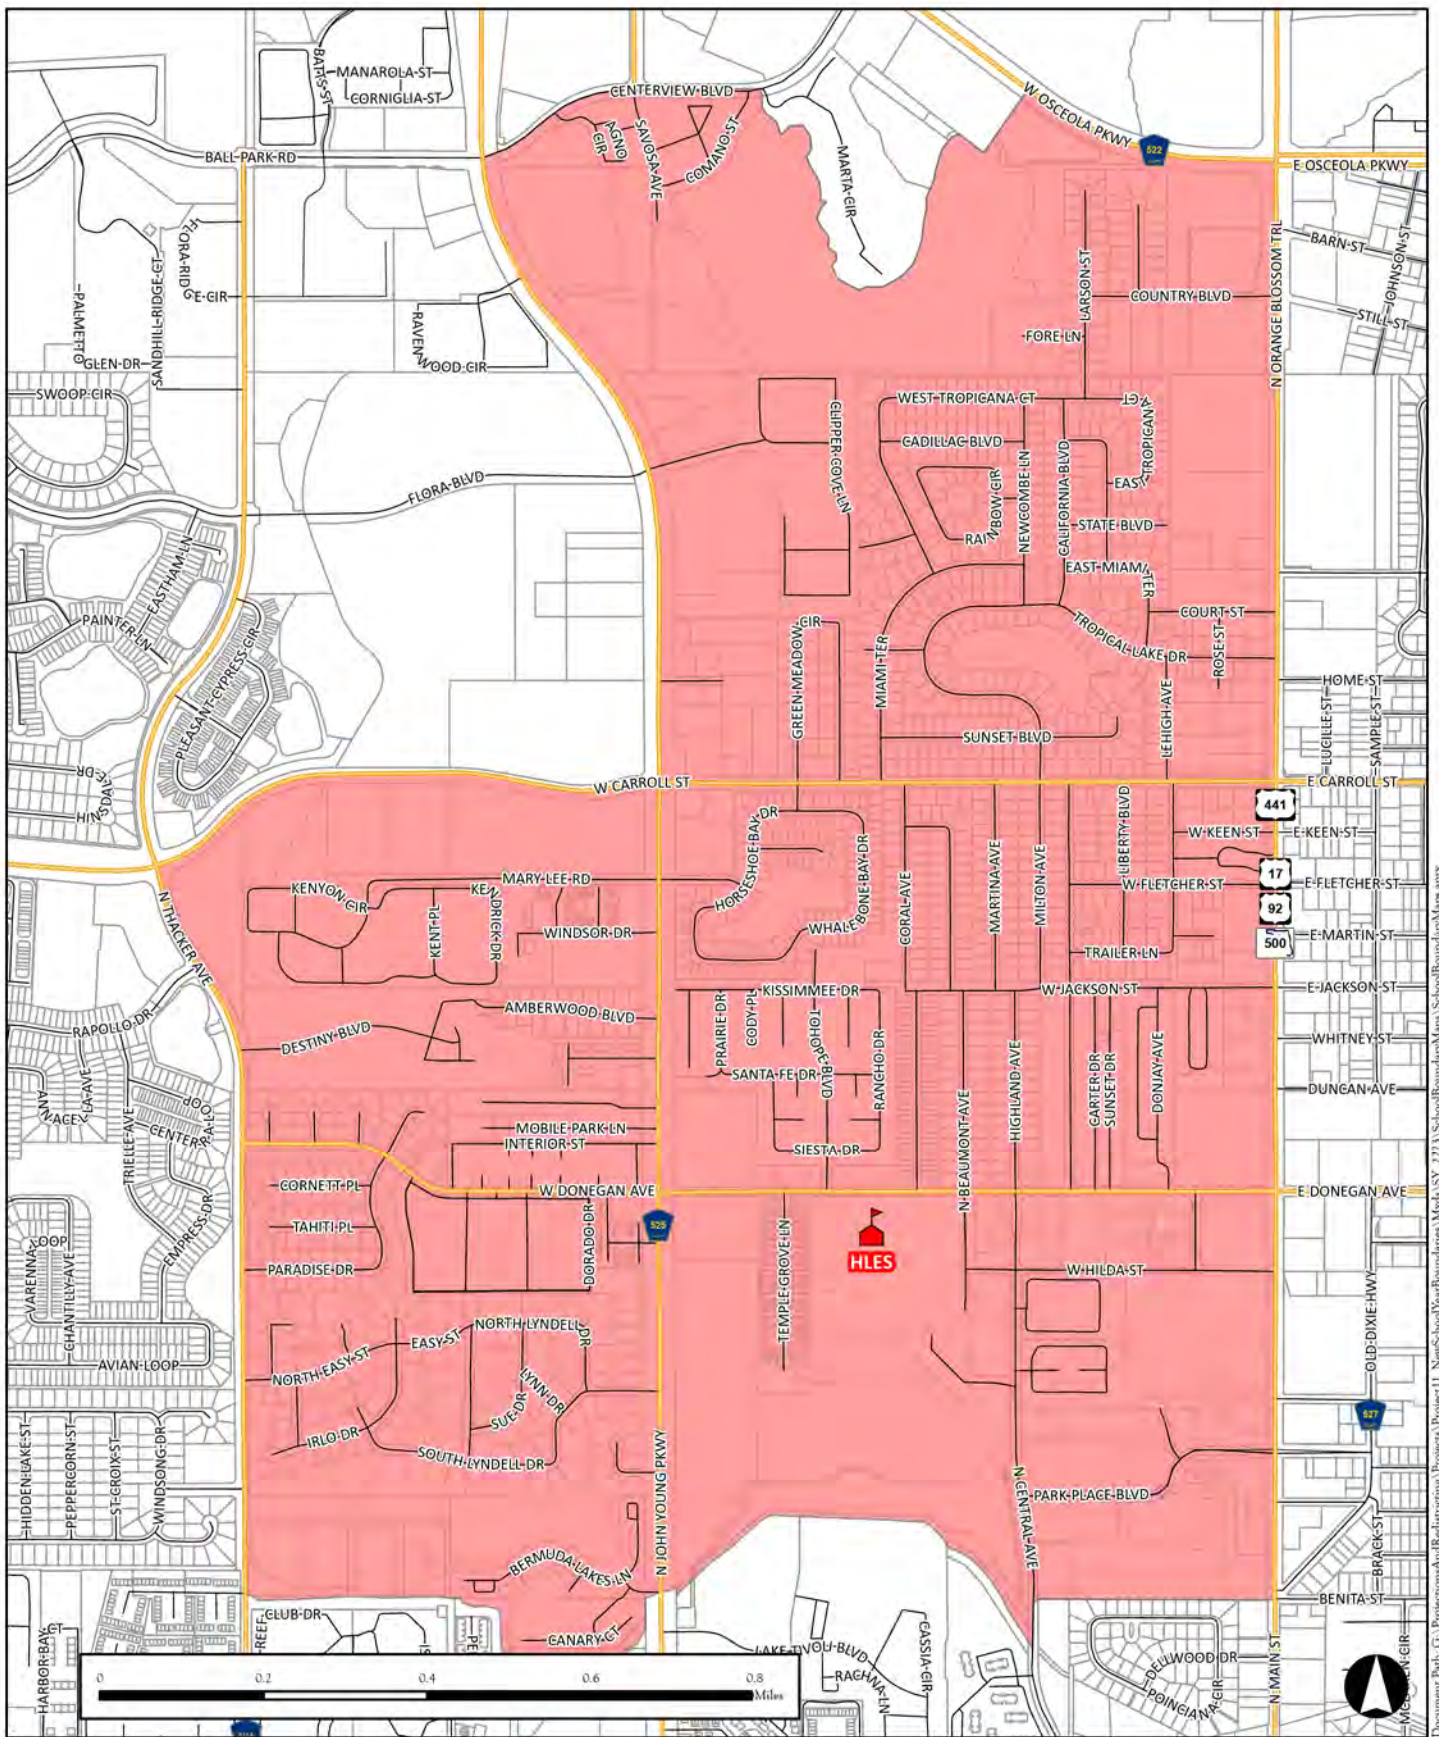 MANAROLA ST
CORNIGLIA ST
BATTS ST
CENTERVIEW BLVD
W OSCEOLA PKWY
522
E OSCEOLA PKWY
BALL PARK RD
AGNO CIR
SAVOSA AVE
COMANO ST
MARTA CIR
N ORANGE BLOSSOM TRL
BARN ST
JOHNSON ST
STILL ST
LARSON ST
COUNTRY BLVD
FORE LN
FLORA RIDGE CIR
SANDHILL RIDGE CT
PALMETTO GLEN DR
RAVENWOOD CIR
SWOOP CIR
WEST TROPICANA CT
CADILLAC BLVD
CLIPPER COVE LN
EAST TROPICANA CT
RAINBOW CIR
NEWCOMBE LN
CALIFORNIA BLVD
STATE BLVD
EAST MIAMI TER
FLORA BLVD
EASTHAM LN
PAINTER LN
PLEASANT CYPRESS CIR
GREEN MEADOW CIR
MIAMI TER
TROPICAL LAKE DR
COURT ST
ROSE ST
LEHIGH AVE
HOME ST
LUCILLE ST
SAMPLE ST
SUNSET BLVD
HINSDALE DR
W CARROLL ST
E CARROLL ST
441
HORSESHOE BAY DR
WHALEBONE BAY DR
CORAL AVE
MARTINA AVE
MILTON AVE
LIBERTY BLVD
W KEEN ST
E KEEN ST
17
W FLETCHER ST
E FLETCHER ST
92
E MARTIN ST
500
TRAILER LN
MARY LEE RD
KENYON CIR
KENT PL
KENDRICK DR
WINDSOR DR
N THACKER AVE
W JACKSON ST
E JACKSON ST
KISSIMMEE DR
AMBERWOOD BLVD
DESTINY BLVD
PRAIRIE DR
CODY PL
TOHOPE BLVD
RANCHO DR
SANTA FE DR
SIESTA DR
N BEAUMONT AVE
HIGHLAND AVE
CARTER DR
SUNSET DR
DONJAY AVE
WHITNEY ST
DUNCAN AVE
RAPOLLO DR
TRIELLE AVE
EMPRESS DR
MOBILE PARK LN
INTERIOR ST
W DONEGAN AVE
E DONEGAN AVE
525
CORNETT PL
TAHITI PL
PARADISE DR
DORADO DR
TEMPLE GROVE LN
HLES
W HILDA ST
OLD DIXIE HWY
VARENNA LOOP
CHANTILLY AVE
AVIAN LOOP
NORTH LYNDELL DR
EASY ST
NORTH EASY ST
LYNN DR
SUE DR
IRLO DR
SOUTH LYNDELL DR
N JOHN YOUNG PKWY
527
HIDDEN LAKE ST
PEPPERCORN ST
ST CROIX ST
WINDSONG DR
PARK PLACE BLVD
N CENTRAL AVE
BRACK ST
BERMUDA LAKES LN
BENITA ST
CANARY CT
CLUB DR
REEF
HARBOR BAY CT
LAKE TIVOLI BLVD
RACHNA LN
CASSIA CIR
DELLWOOD DR
POINCIANA CIR
N MAIN ST
0 0.2 0.4 0.6 0.8
Miles